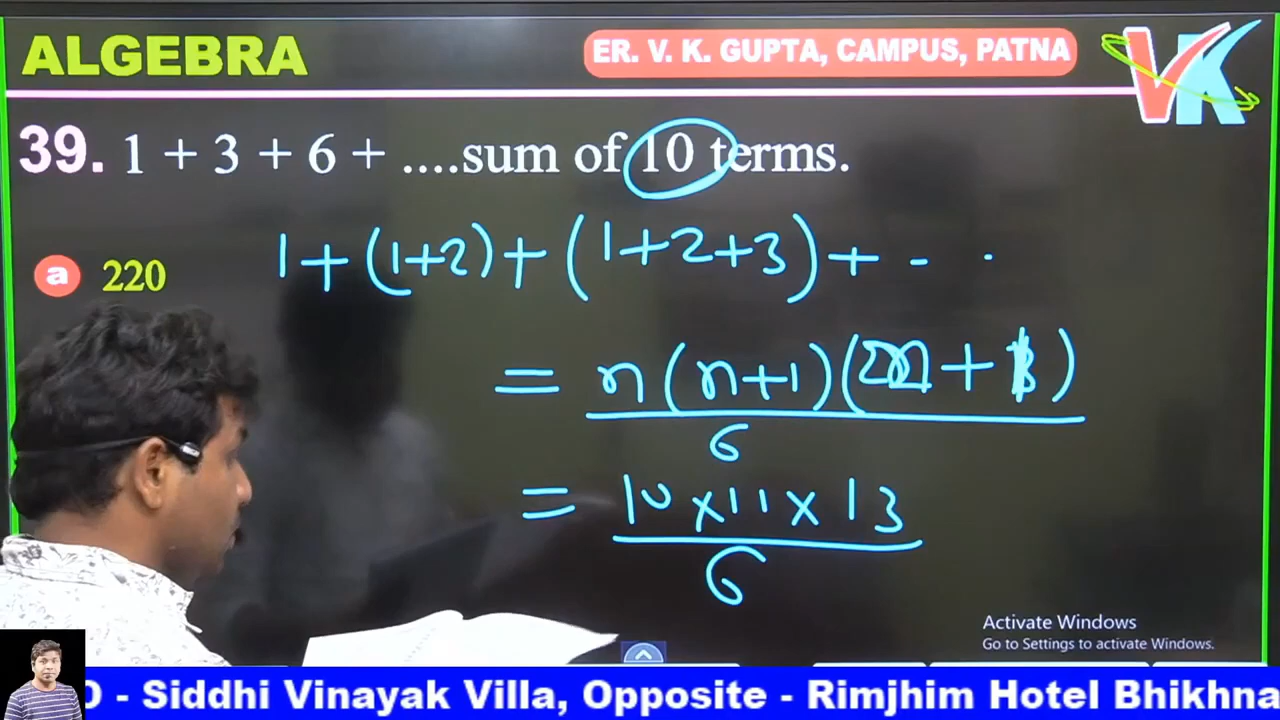 ALGEBRA
ER. V. K. GUPTA, CAMPUS, PATNA
VK
39. 1 + 3 + 6 + ....sum of 10 terms.
1+(1+2)+(1+2+3)+ - .
a 220
= n(n+1)( + )
6
= 10×11×13
6
Activate Windows
Go to Settings to activate Windows.
O - Siddhi Vinayak Villa, Opposite - Rimjhim Hotel Bhikhna